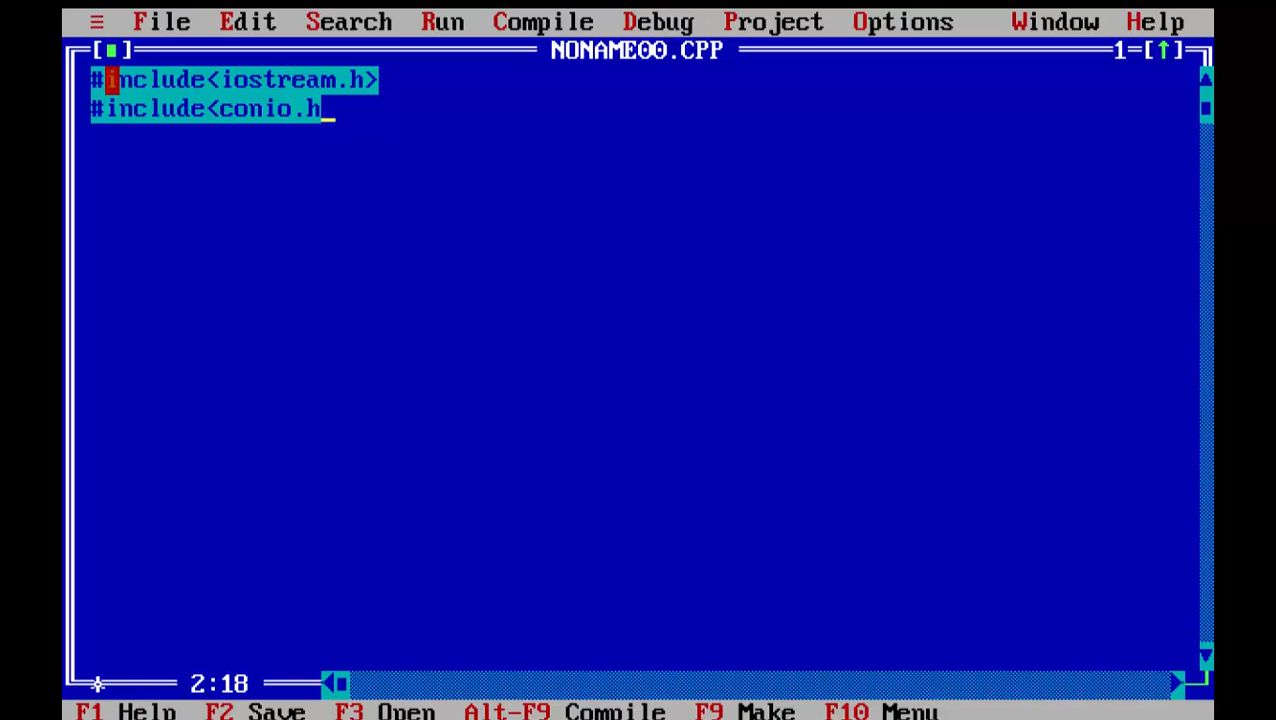 ≡ File Edit Search Run Compile Debug Project Options Window Help
[■] NONAME00.CPP 1=[↑]
#include<iostream.h>
#include<conio.h_
2:18
F1 Help F2 Save F3 Open Alt-F9 Compile F9 Make F10 Menu